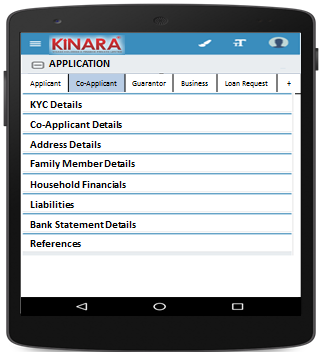 KINARA®
T
APPLICATION
Applicant Co-Applicant Guarantor Business Loan Request +
KYC Details
Co-Applicant Details
Address Details
Family Member Details
Household Financials
Liabilities
Bank Statement Details
References